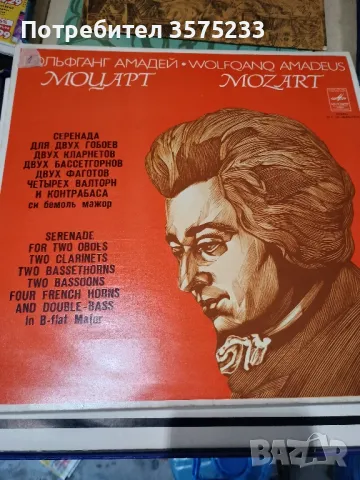 Потребител 3575233
ВОЛЬФГАНГ АМАДЕЙ • WOLFGANG AMADEUS
МОЦАРТ MOZART
СЕРЕНАДА
ДЛЯ ДВУХ ГОБОЕВ
ДВУХ КЛАРНЕТОВ
ДВУХ БАССЕТГОРНОВ
ДВУХ ФАГОТОВ
ЧЕТЫРЕХ ВАЛТОРН
И КОНТРАБАСА
си бемоль мажор
SERENADE
FOR TWO OBOES
TWO CLARINETS
TWO BASSETHORNS
TWO BASSOONS
FOUR FRENCH HORNS
AND DOUBLE-BASS
in B-flat Major
BAZAR